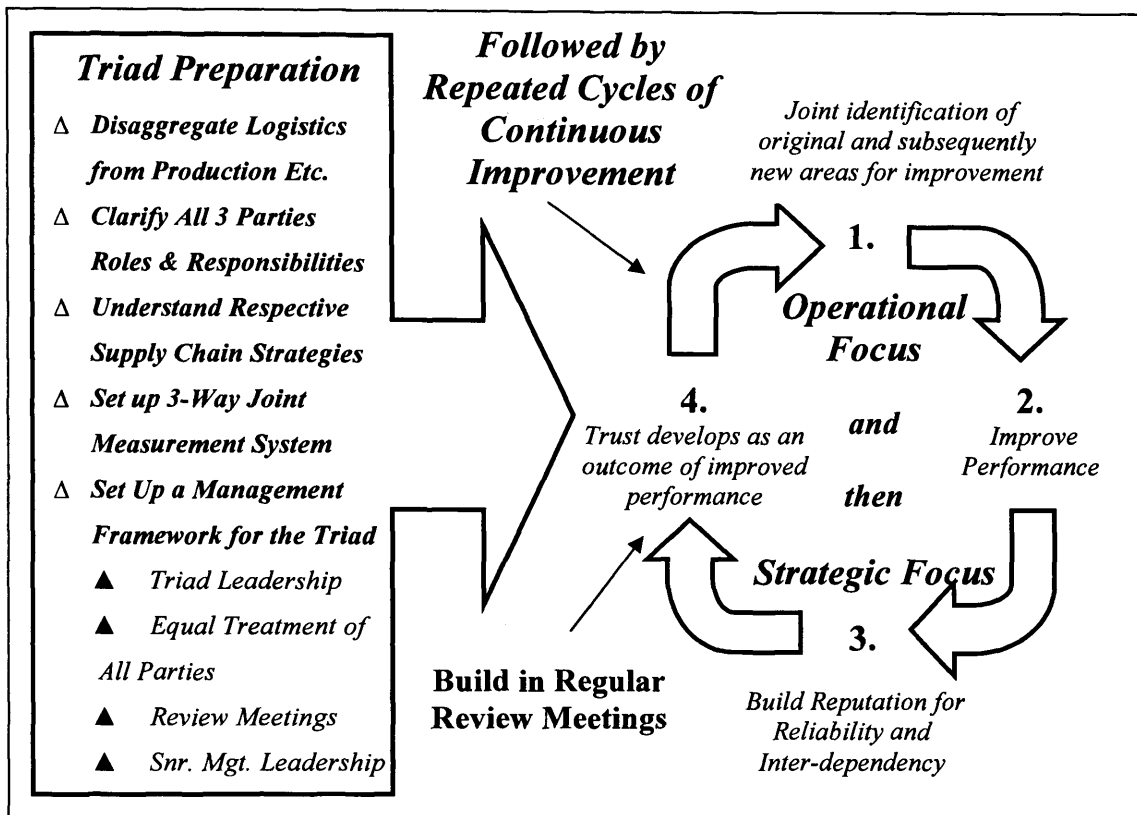 Triad Preparation
Δ Disaggregate Logistics
from Production Etc.
Δ Clarify All 3 Parties
Roles & Responsibilities
Δ Understand Respective
Supply Chain Strategies
Δ Set up 3-Way Joint
Measurement System
Δ Set Up a Management
Framework for the Triad
▲ Triad Leadership
▲ Equal Treatment of
All Parties
▲ Review Meetings
▲ Snr. Mgt. Leadership
Followed by
Repeated Cycles of
Continuous
Improvement
Build in Regular
Review Meetings
Joint identification of
original and subsequently
new areas for improvement
1.
Operational
Focus
and
then
Strategic Focus
2.
Improve
Performance
3.
Build Reputation for
Reliability and
Inter-dependency
4.
Trust develops as an
outcome of improved
performance